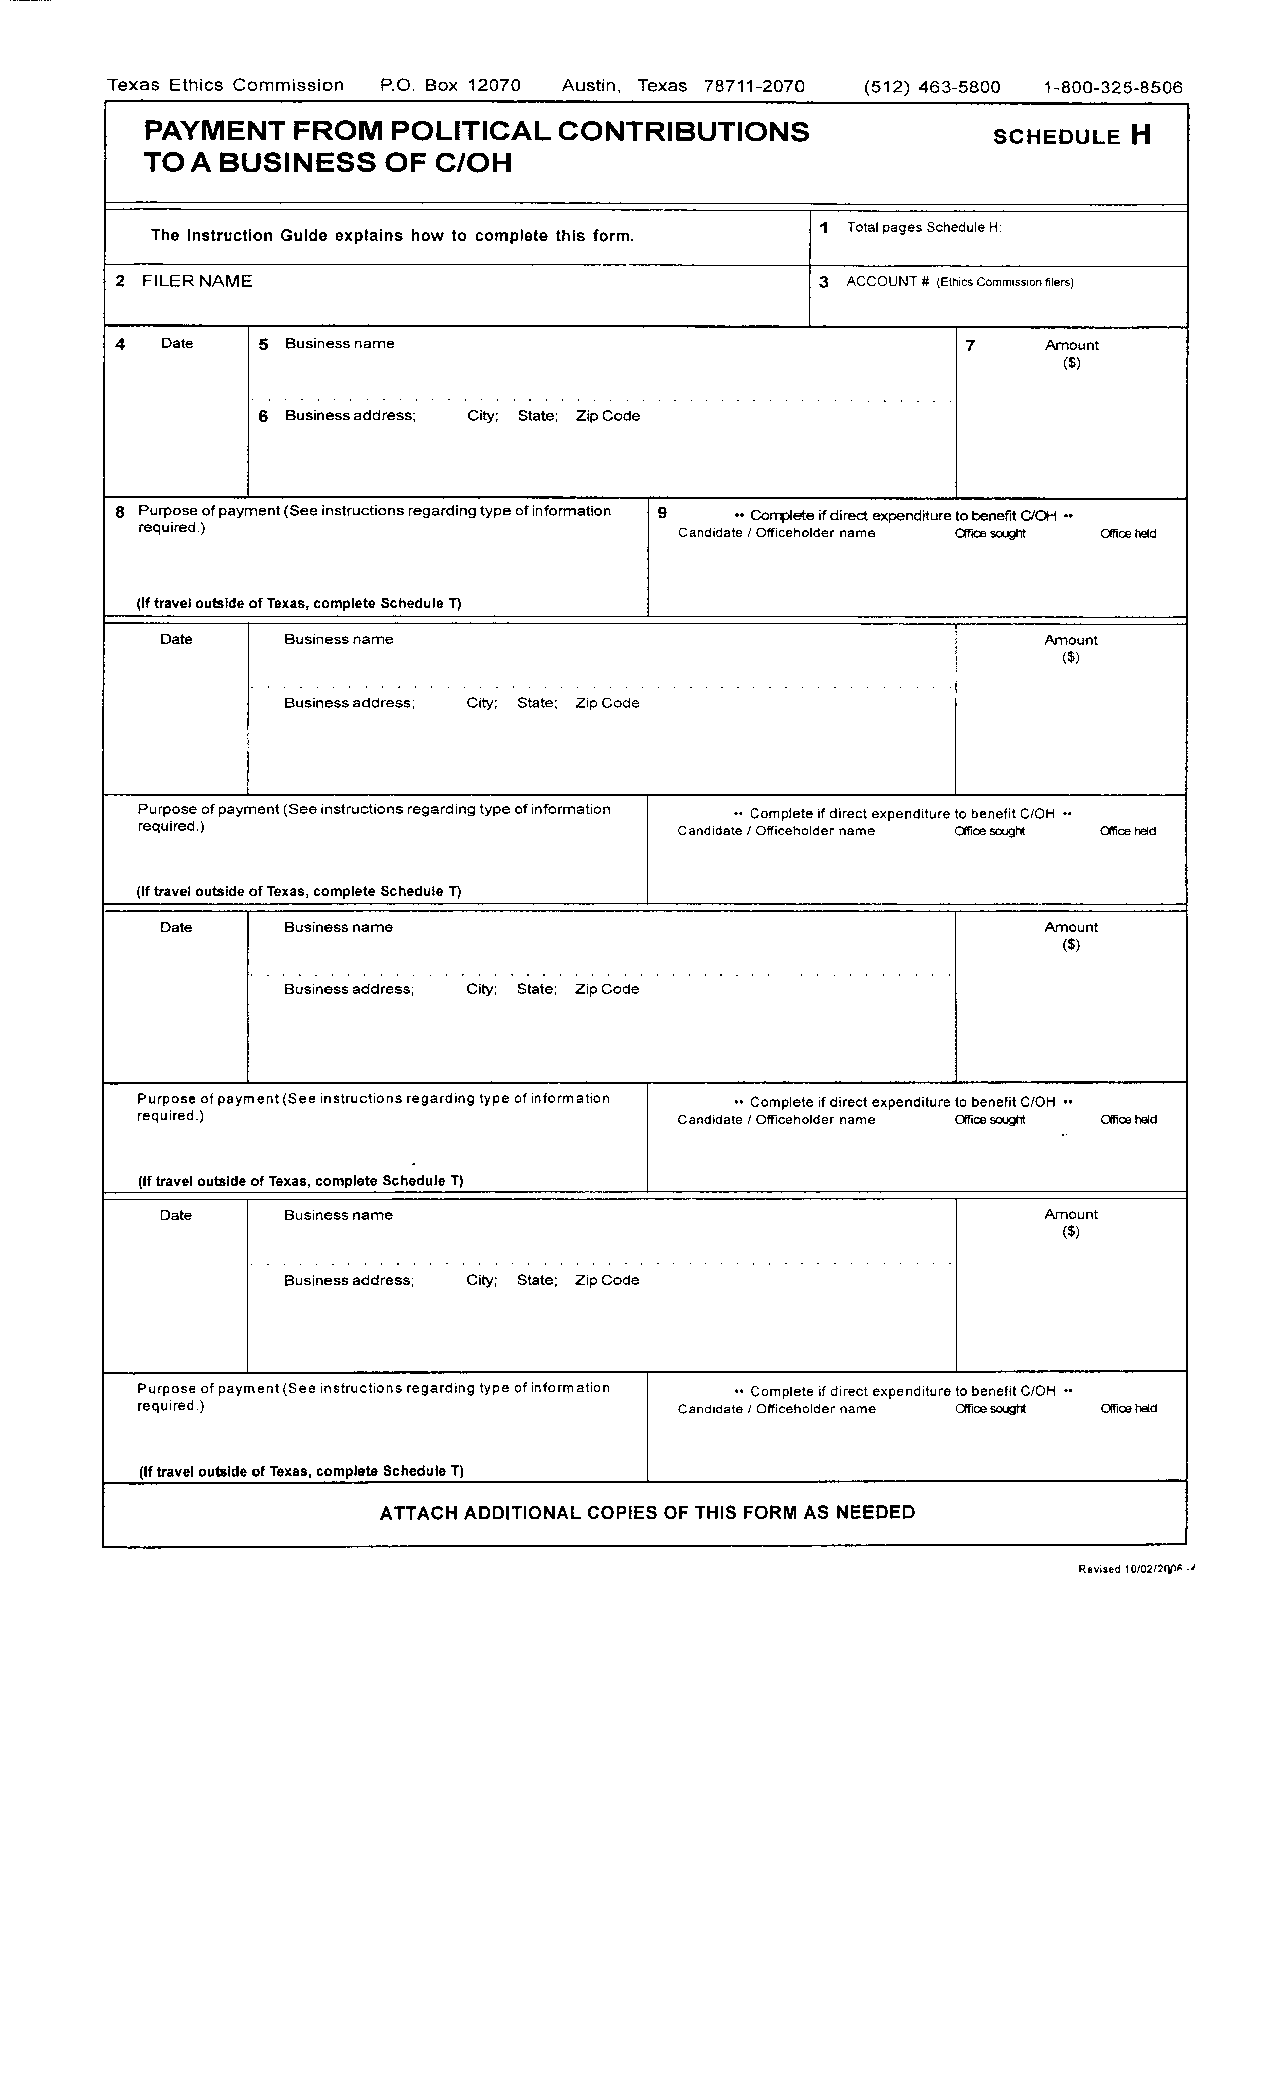 Texas Ethics Commission P.O. Box 12070 Austin, Texas 78711-2070 (512) 463-5800 1-800-325-8506
PAYMENT FROM POLITICAL CONTRIBUTIONS SCHEDULE H
TO A BUSINESS OF C/OH
The Instruction Guide explains how to complete this form. 1 Total pages Schedule H:
2 FILER NAME 3 ACCOUNT # (Ethics Commission filers)
4 Date 5 Business name 7 Amount
($)
6 Business address; City; State; Zip Code
8 Purpose of payment (See instructions regarding type of information
required.)
(If travel outside of Texas, complete Schedule T)
9 •• Complete if direct expenditure to benefit C/OH ••
Candidate / Officeholder name Office sought Office held
Date Business name Amount
($)
Business address; City; State; Zip Code
Purpose of payment (See instructions regarding type of information
required.)
(If travel outside of Texas, complete Schedule T)
•• Complete if direct expenditure to benefit C/OH ••
Candidate / Officeholder name Office sought Office held
Date Business name Amount
($)
Business address; City; State; Zip Code
Purpose of payment (See instructions regarding type of information
required.)
(If travel outside of Texas, complete Schedule T)
•• Complete if direct expenditure to benefit C/OH ••
Candidate / Officeholder name Office sought Office held
Date Business name Amount
($)
Business address; City; State; Zip Code
Purpose of payment (See instructions regarding type of information
required.)
(If travel outside of Texas, complete Schedule T)
•• Complete if direct expenditure to benefit C/OH ••
Candidate / Officeholder name Office sought Office held
ATTACH ADDITIONAL COPIES OF THIS FORM AS NEEDED
Revised 10/02/2006